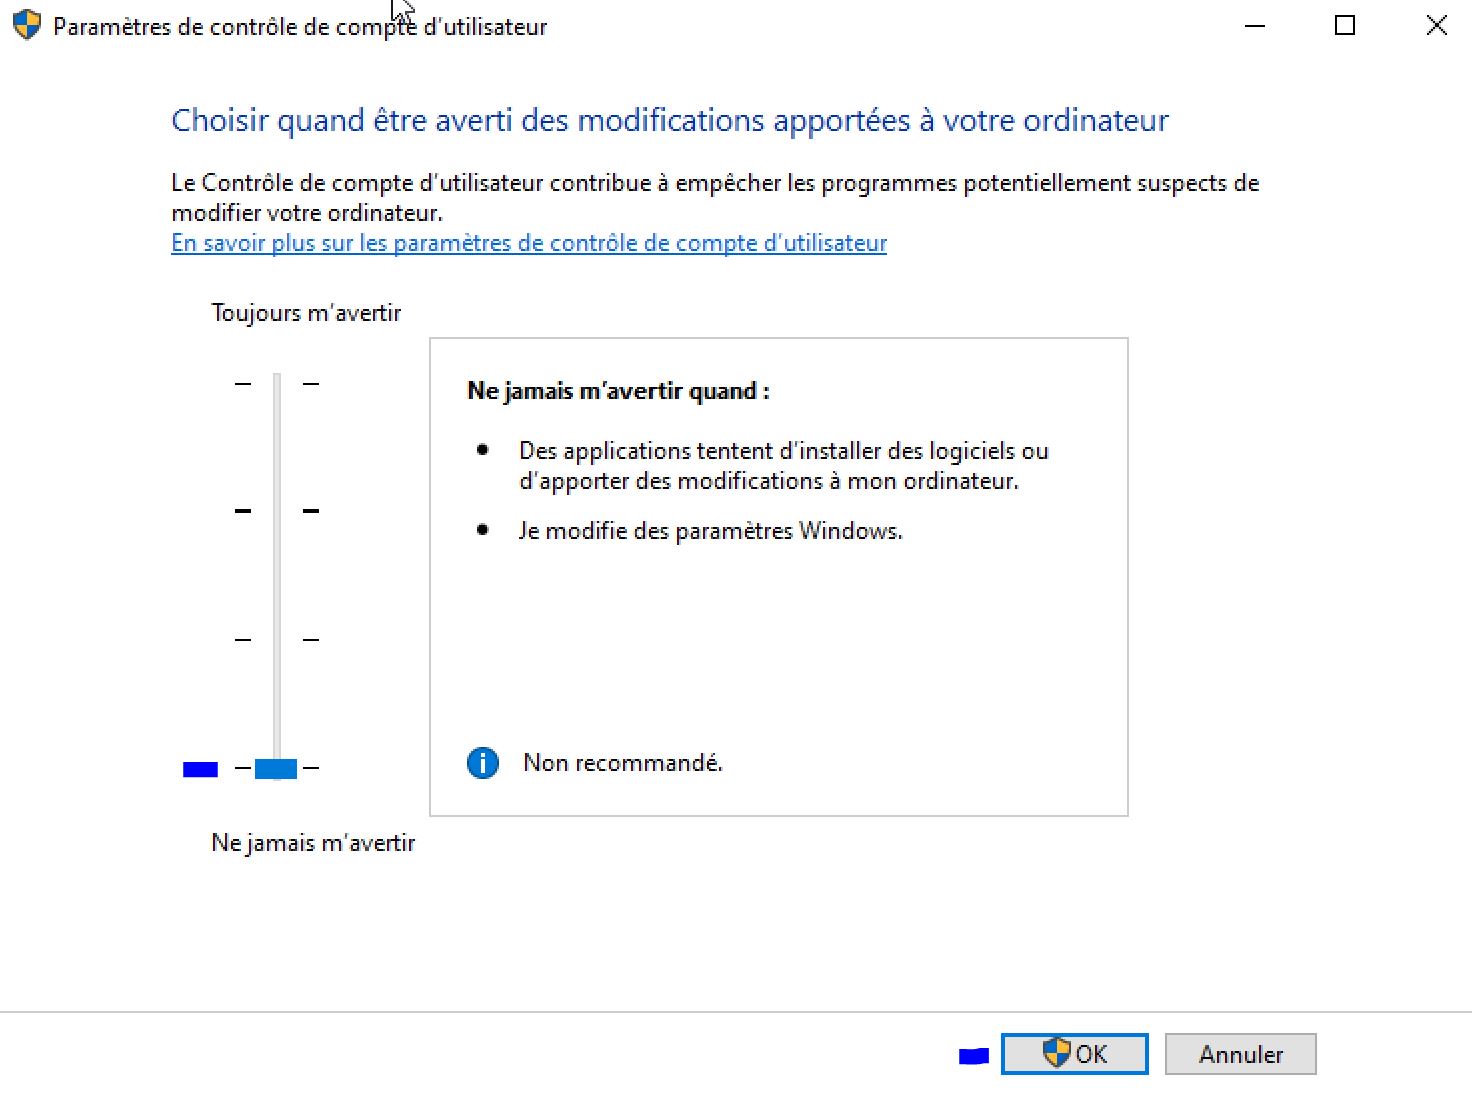 Paramètres de contrôle de compte d'utilisateur
Choisir quand être averti des modifications apportées à votre ordinateur
Le Contrôle de compte d'utilisateur contribue à empêcher les programmes potentiellement suspects de
modifier votre ordinateur.
En savoir plus sur les paramètres de contrôle de compte d'utilisateur
Toujours m'avertir
Ne jamais m'avertir quand :
Des applications tentent d'installer des logiciels ou
d'apporter des modifications à mon ordinateur.
Je modifie des paramètres Windows.
Non recommandé.
Ne jamais m'avertir
OK
Annuler